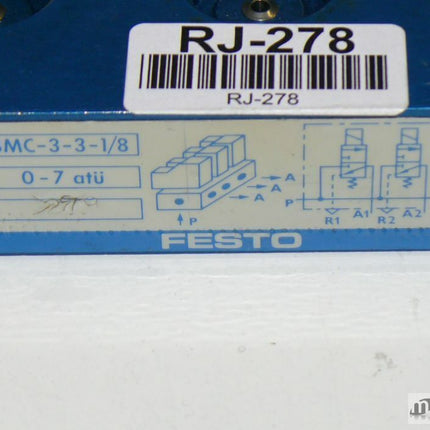 RJ-278
RJ-278
MC-3-3-1/8
0-7 atü
A
A
A
P
P
R1 A1 R2 A2
FESTO